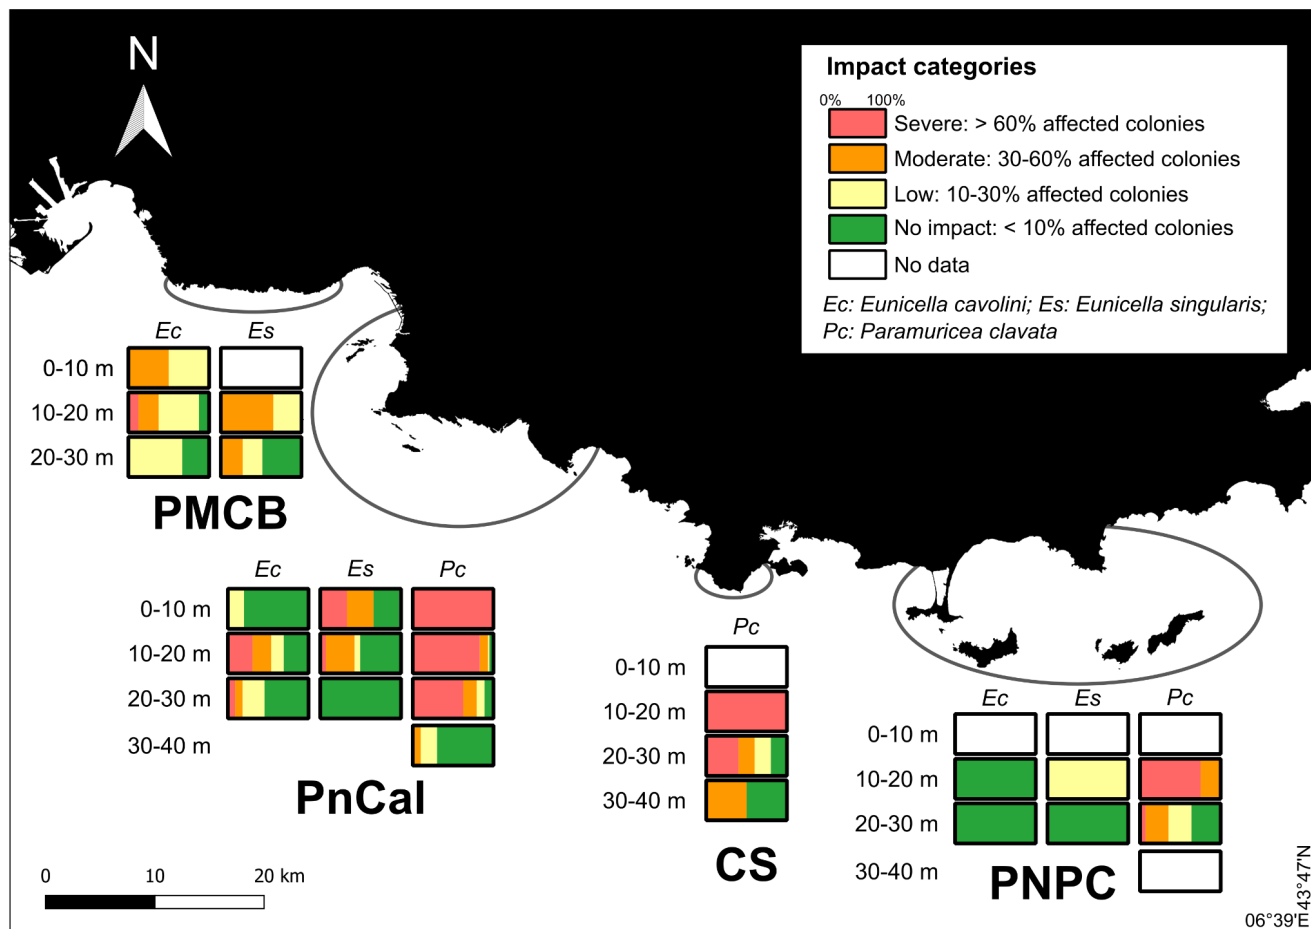 N
Impact categories
0% 100%
Severe: > 60% affected colonies
Moderate: 30-60% affected colonies
Low: 10-30% affected colonies
No impact: < 10% affected colonies
No data
Ec: Eunicella cavolini; Es: Eunicella singularis;
Pc: Paramuricea clavata
Ec Es
0-10 m
10-20 m
20-30 m
PMCB
Ec Es Pc
0-10 m
10-20 m
20-30 m
30-40 m
PnCal
Pc
0-10 m
10-20 m
20-30 m
30-40 m
CS
Ec Es Pc
0-10 m
10-20 m
20-30 m
30-40 m
PNPC
0 10 20 km
06°39'E
43°47'N